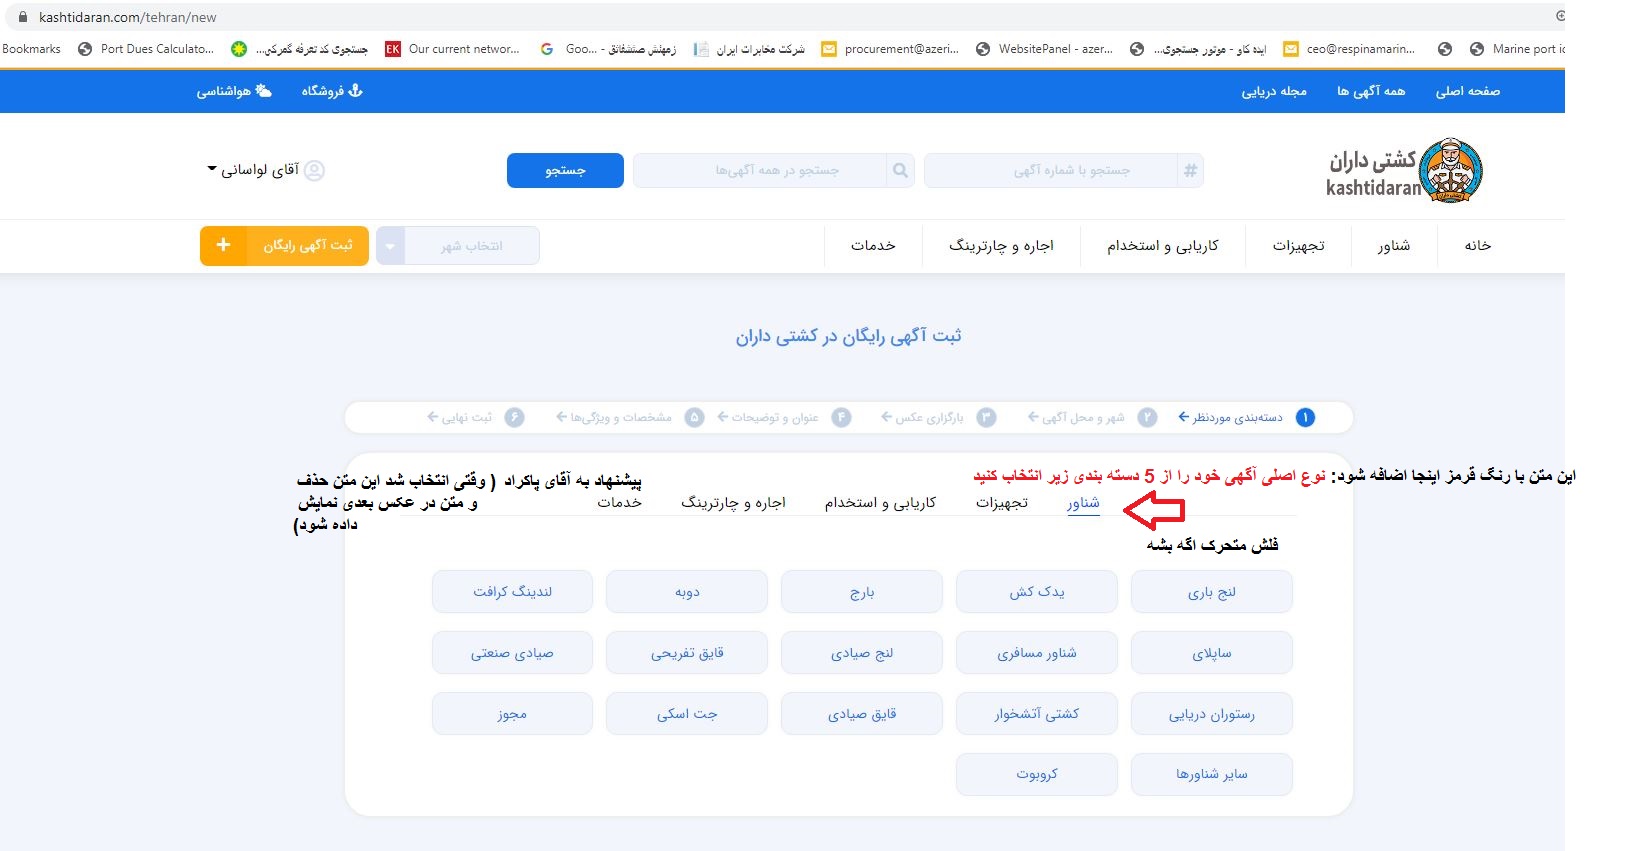 kashtidaran.com/tehran/new
Bookmarks Port Dues Calculato... جستجوی کد تعرفه گمرکی... EK Our current networ... G Goo... - زمهنش صتشفاتق شرکت مخابرات ایران procurement@azeri... WebsitePanel - azer... ایده کاو - موتور جستجوی... ceo@respinamarin... Marine port ic
صفحه اصلی همه آگهی ها مجله دریایی فروشگاه هواشناسی
کشتی داران
kashtidaran
# جستجو با شماره آگهی جستجو در همه آگهی‌ها جستجو آقای لواسانی
خانه شناور تجهیزات کاریابی و استخدام اجاره و چارترینگ خدمات انتخاب شهر ثبت آگهی رایگان +
ثبت آگهی رایگان در کشتی داران
۱ دسته‌بندی موردنظر ← ۲ شهر و محل آگهی ← ۳ بارگزاری عکس ← ۴ عنوان و توضیحات ← ۵ مشخصات و ویژگی‌ها ← ۶ ثبت نهایی ←
این متن با رنگ قرمز اینجا اضافه شود: نوع اصلی آگهی خود را از 5 دسته بندی زیر انتخاب کنید
پیشنهاد به آقای پاکراد ( وقتی انتخاب شد این متن حذف
و متن در عکس بعدی نمایش
داده شود)
شناور تجهیزات کاریابی و استخدام اجاره و چارترینگ خدمات
فلش متحرک اگه بشه
لنج باری یدک کش بارج دوبه لندینگ کرافت
ساپلای شناور مسافری لنج صیادی قایق تفریحی صیادی صنعتی
رستوران دریایی کشتی آتشخوار قایق صیادی جت اسکی مجوز
سایر شناورها کروبوت